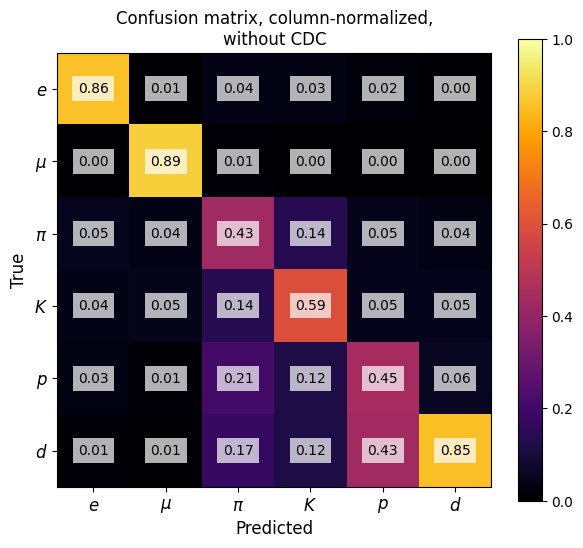 Confusion matrix, column-normalized,
without CDC
e 0.86 0.01 0.04 0.03 0.02 0.00
μ 0.00 0.89 0.01 0.00 0.00 0.00
π 0.05 0.04 0.43 0.14 0.05 0.04
K 0.04 0.05 0.14 0.59 0.05 0.05
p 0.03 0.01 0.21 0.12 0.45 0.06
d 0.01 0.01 0.17 0.12 0.43 0.85
e μ π K p d
Predicted
True
1.0
0.8
0.6
0.4
0.2
0.0